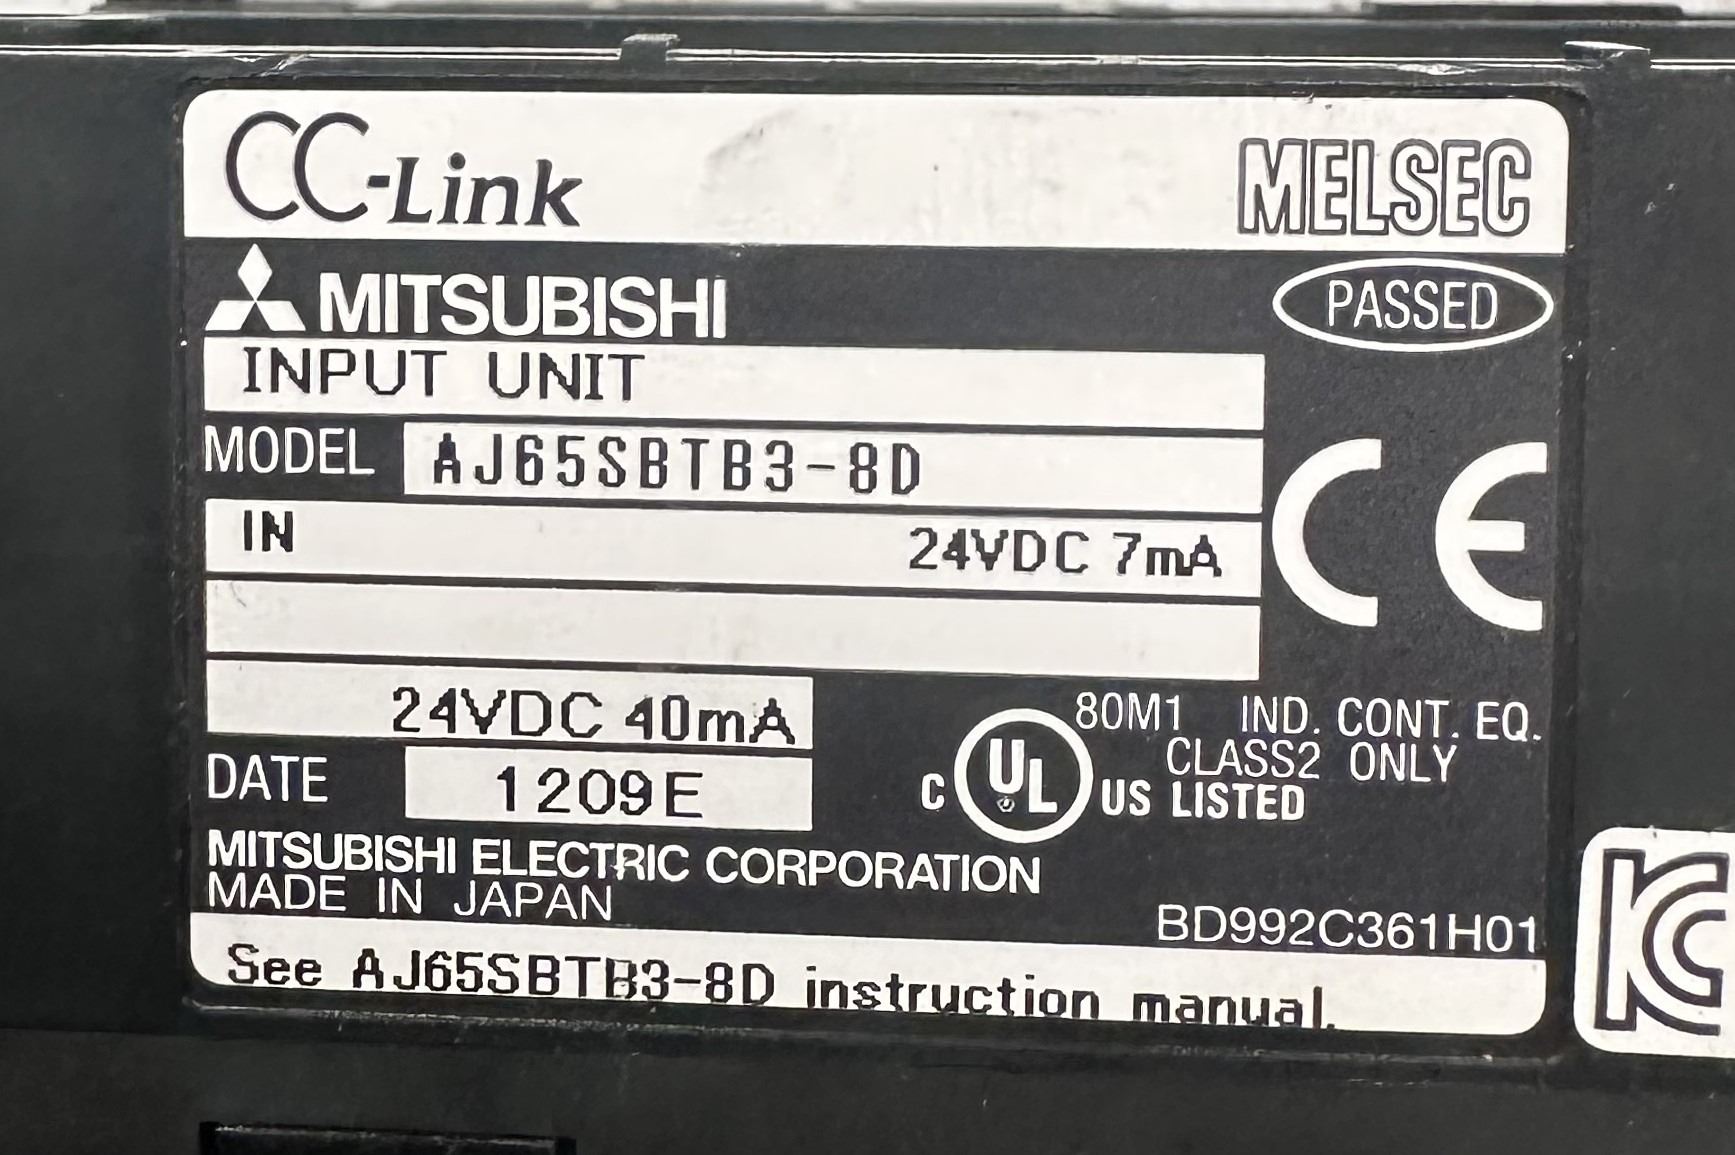 CC-Link MELSEC
MITSUBISHI PASSED
INPUT UNIT
MODEL AJ65SBTB3-8D
IN 24VDC 7mA
CE
24VDC 40mA
80M1 IND. CONT. EQ.
CLASS2 ONLY
C UL US LISTED
DATE 1209E
MITSUBISHI ELECTRIC CORPORATION
MADE IN JAPAN
BD992C361H01
See AJ65SBTB3-8D instruction manual.
KC